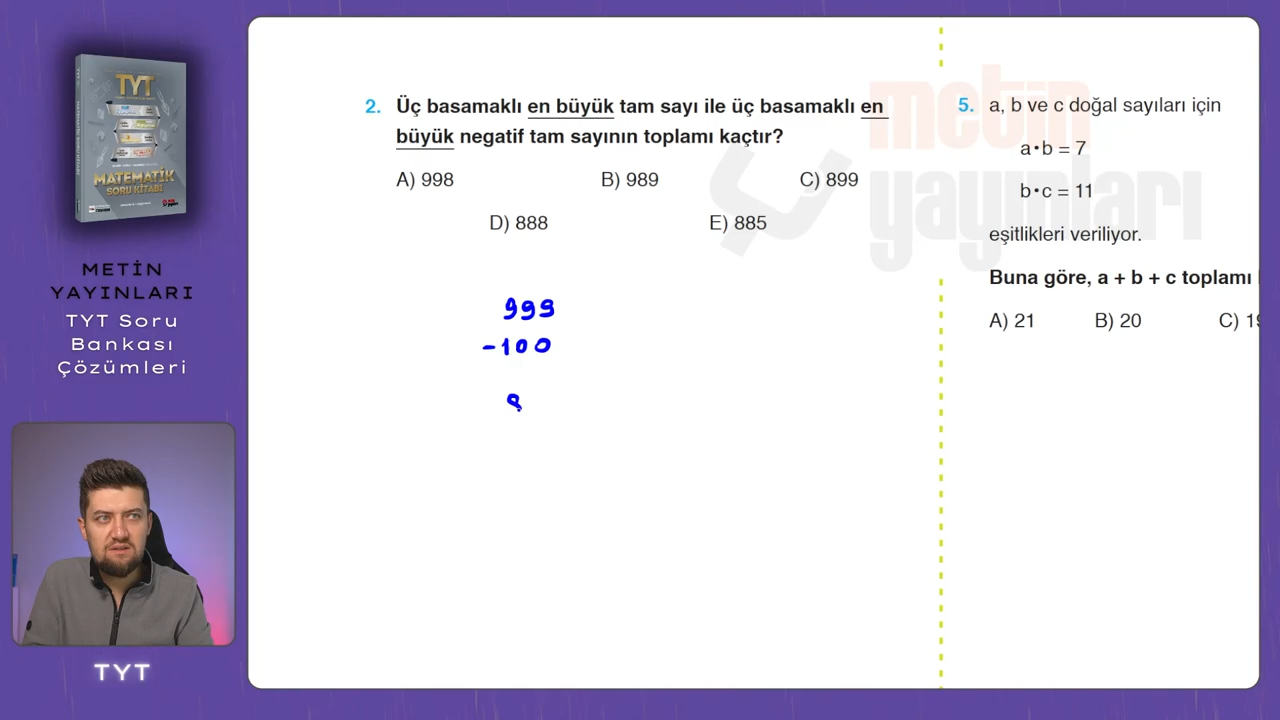 TYT
MATEMATİK
SORU KİTABI
METİN
YAYINLARI
TYT Soru
Bankası
Çözümleri
TYT
metin
yayınları
2. Üç basamaklı en büyük tam sayı ile üç basamaklı en
büyük negatif tam sayının toplamı kaçtır?
A) 998 B) 989 C) 899
D) 888 E) 885
999
-100
8
5. a, b ve c doğal sayıları için
a·b = 7
b·c = 11
eşitlikleri veriliyor.
Buna göre, a + b + c toplamı
A) 21 B) 20 C) 19